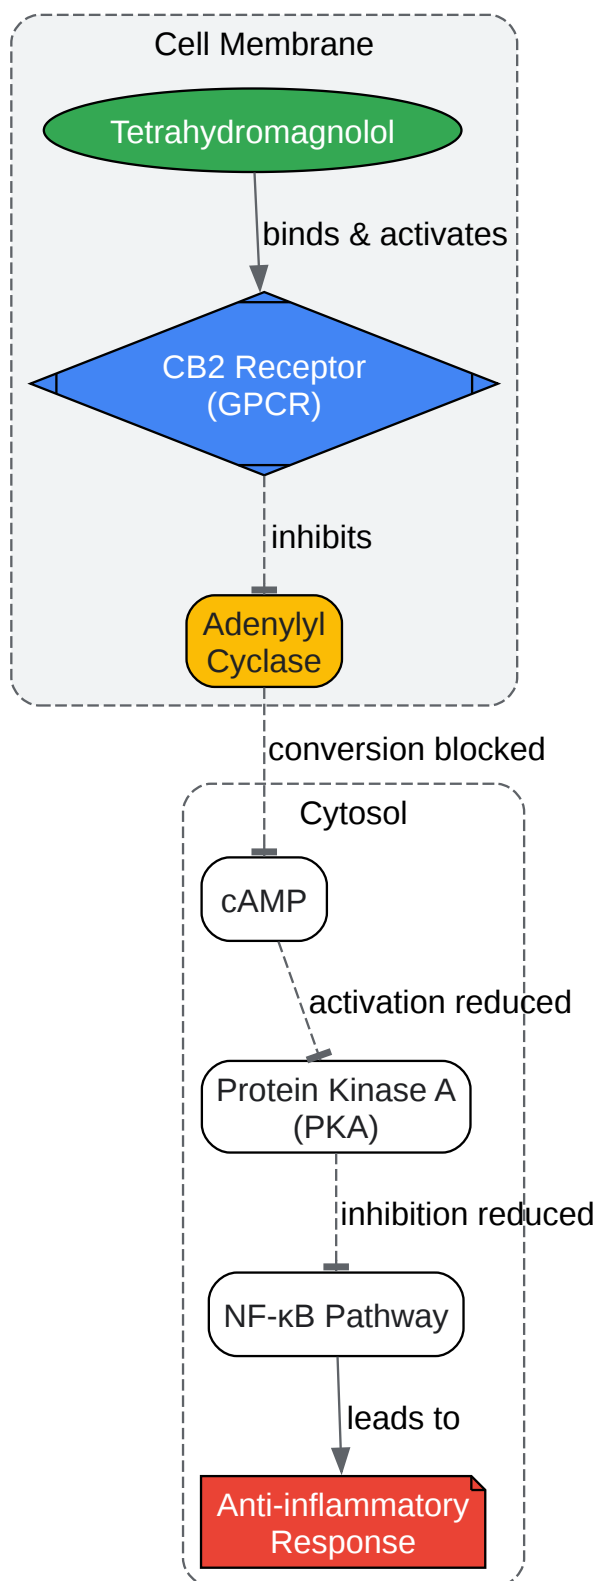 Cell Membrane
Tetrahydromagnolol
binds & activates
CB2 Receptor
(GPCR)
inhibits
Adenylyl
Cyclase
conversion blocked
Cytosol
cAMP
activation reduced
Protein Kinase A
(PKA)
inhibition reduced
NF-κB Pathway
leads to
Anti-inflammatory
Response